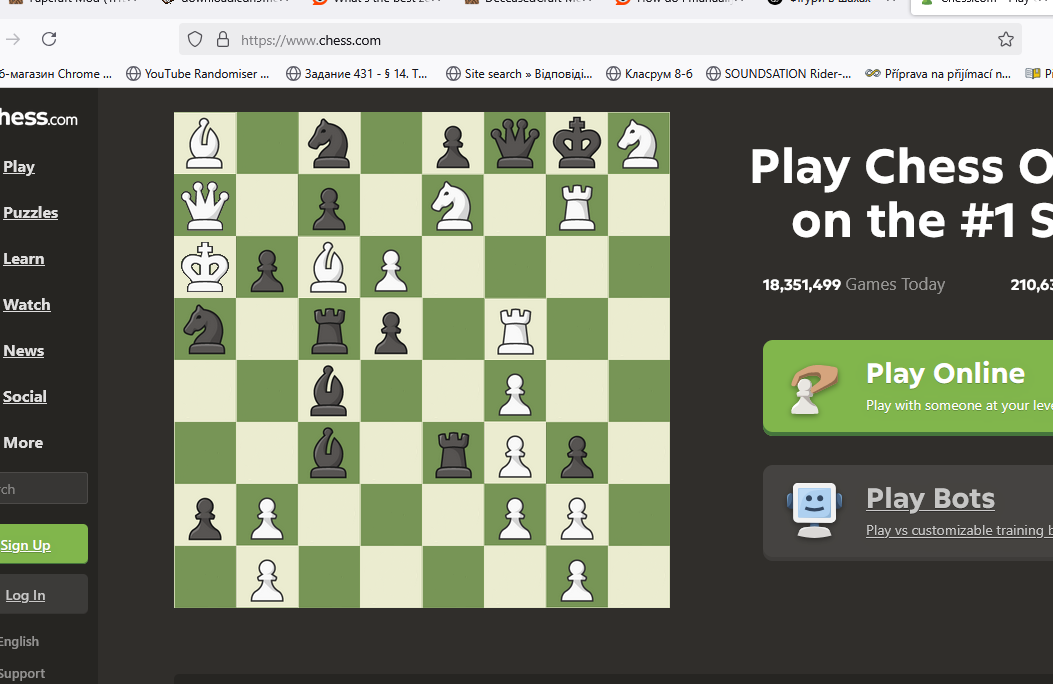 https://www.chess.com
б-магазин Chrome ... YouTube Randomiser ... Задание 431 - § 14. Т... Site search » Відповіді... Класрум 8-б SOUNDSATION Rider-... Příprava na přijímací n...
hess.com
Play
Puzzles
Learn
Watch
News
Social
More
rch
Sign Up
Log In
English
Support
Play Chess O
on the #1 S
18,351,499 Games Today 210,63
Play Online
Play with someone at your leve
Play Bots
Play vs customizable training b